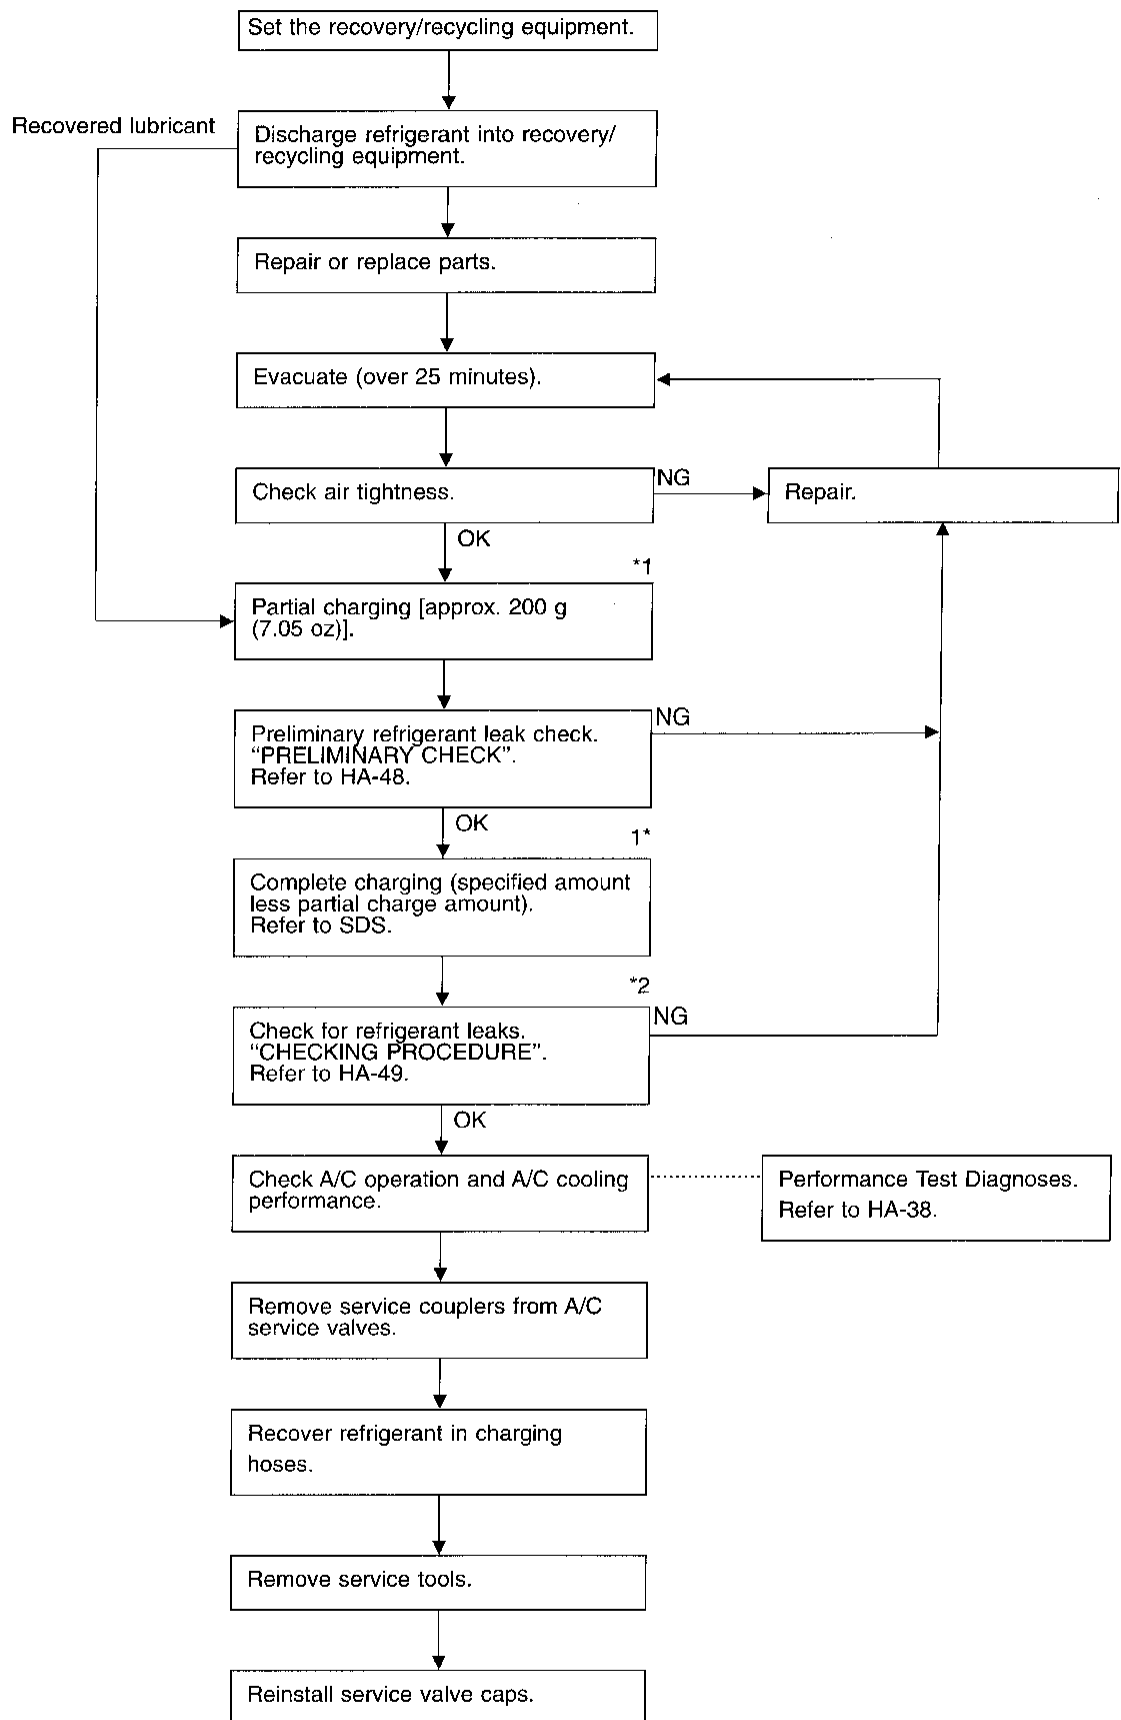 Set the recovery/recycling equipment.
Recovered lubricant
Discharge refrigerant into recovery/
recycling equipment.
Repair or replace parts.
Evacuate (over 25 minutes).
Check air tightness.
NG
Repair.
OK
*1
Partial charging [approx. 200 g
(7.05 oz)].
Preliminary refrigerant leak check.
“PRELIMINARY CHECK”.
Refer to HA-48.
NG
OK
1*
Complete charging (specified amount
less partial charge amount).
Refer to SDS.
*2
Check for refrigerant leaks.
“CHECKING PROCEDURE”.
Refer to HA-49.
NG
OK
Check A/C operation and A/C cooling
performance.
Performance Test Diagnoses.
Refer to HA-38.
Remove service couplers from A/C
service valves.
Recover refrigerant in charging
hoses.
Remove service tools.
Reinstall service valve caps.